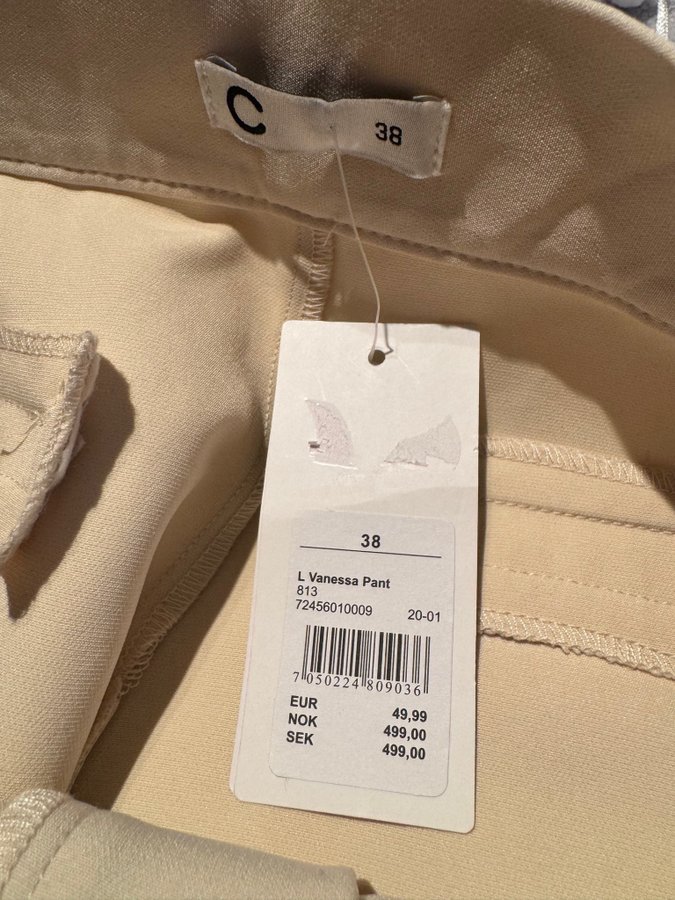 C 38
38
L Vanessa Pant
813
72456010009 20-01
7 050224 809036
EUR 49,99
NOK 499,00
SEK 499,00